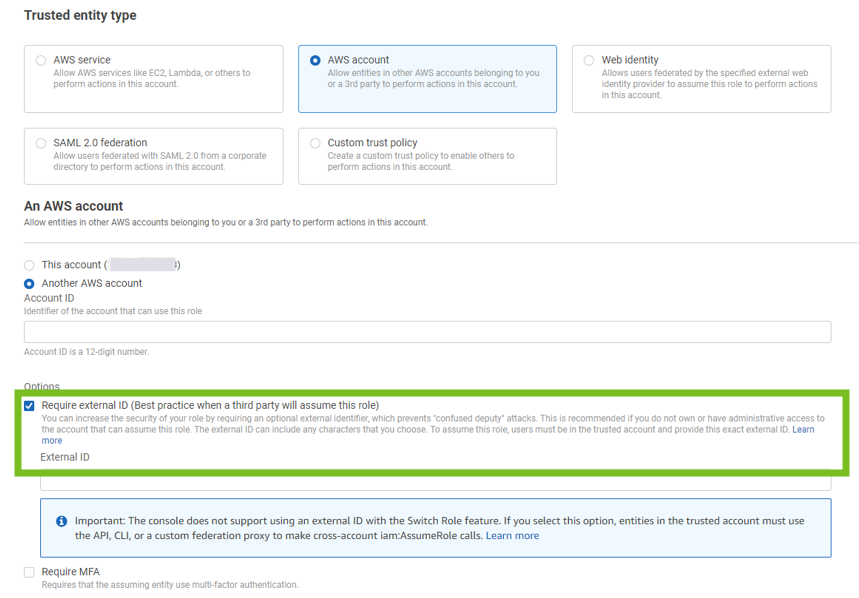 Trusted entity type
AWS service
Allow AWS services like EC2, Lambda, or others to
perform actions in this account.
AWS account
Allow entities in other AWS accounts belonging to you
or a 3rd party to perform actions in this account.
Web identity
Allows users federated by the specified external web
identity provider to assume this role to perform actions
in this account.
SAML 2.0 federation
Allow users federated with SAML 2.0 from a corporate
directory to perform actions in this account.
Custom trust policy
Create a custom trust policy to enable others to
perform actions in this account.
An AWS account
Allow entities in other AWS accounts belonging to you or a 3rd party to perform actions in this account.
This account ( )
Another AWS account
Account ID
Identifier of the account that can use this role
Account ID is a 12-digit number.
Options
Require external ID (Best practice when a third party will assume this role)
You can increase the security of your role by requiring an optional external identifier, which prevents "confused deputy" attacks. This is recommended if you do not own or have administrative access to
the account that can assume this role. The external ID can include any characters that you choose. To assume this role, users must be in the trusted account and provide this exact external ID. Learn
more
External ID
Important: The console does not support using an external ID with the Switch Role feature. If you select this option, entities in the trusted account must use
the API, CLI, or a custom federation proxy to make cross-account iam:AssumeRole calls. Learn more
Require MFA
Requires that the assuming entity use multi-factor authentication.